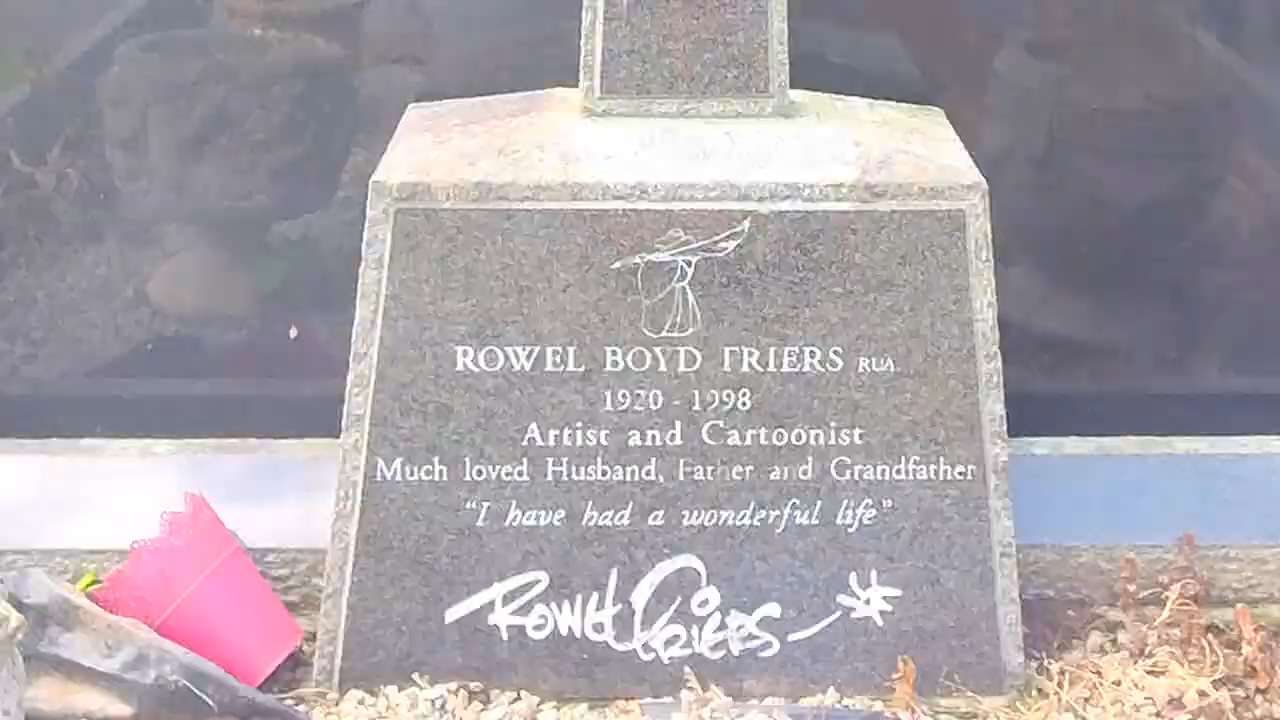 ROWEL BOYD FRIERS RUA
1920 - 1998
Artist and Cartoonist
Much loved Husband, Father and Grandfather
"I have had a wonderful life"
ROWEL FRIERS